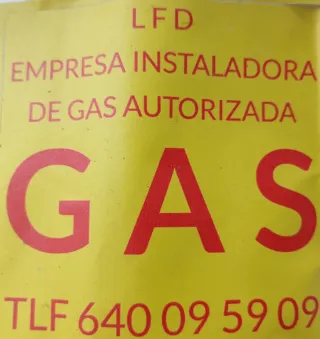 LFD
EMPRESA INSTALADORA
DE GAS AUTORIZADA
GAS
TLF 640 09 59 09